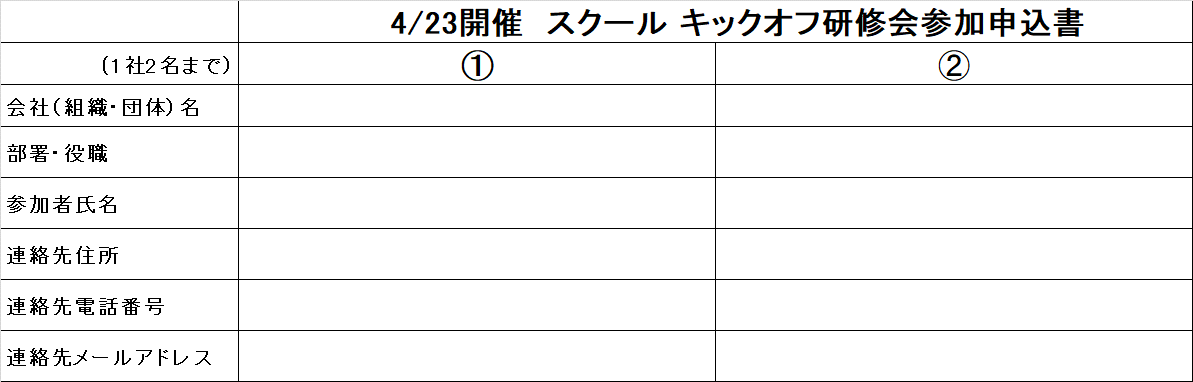 4/23開催　スクール キックオフ研修会参加申込書
(1社2名まで) ① ②
会社(組織・団体)名
部署・役職
参加者氏名
連絡先住所
連絡先電話番号
連絡先メールアドレス